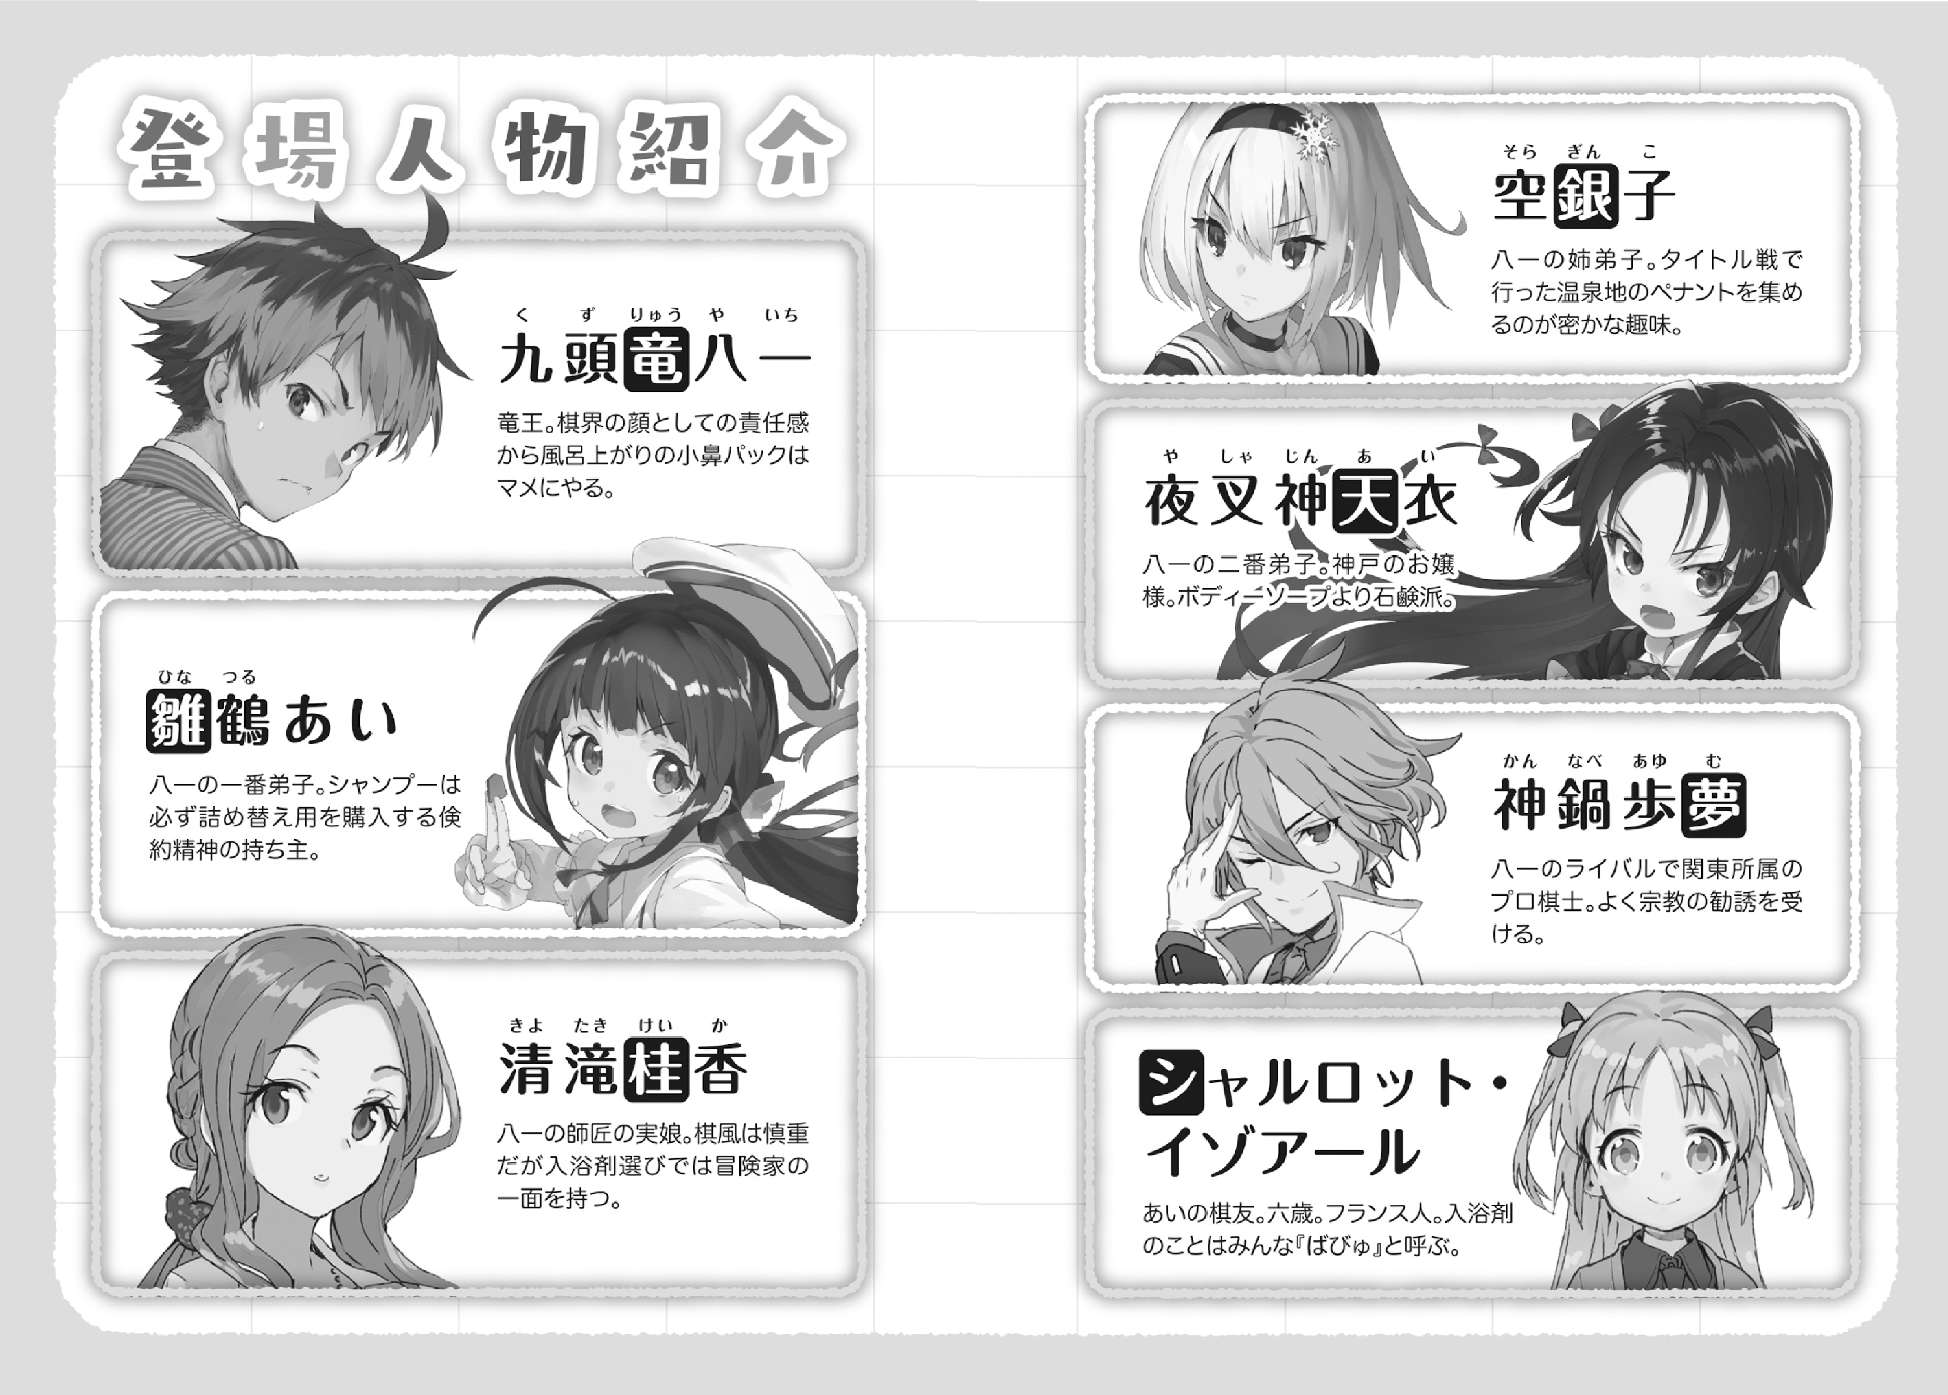 登場人物紹介
く ず りゅう や いち
九頭竜八一
竜王。棋界の顔としての責任感
から風呂上がりの小鼻パックは
マメにやる。
ひな つる
雛鶴あい
八一の一番弟子。シャンプーは
必ず詰め替え用を購入する倹
約精神の持ち主。
きよ たき けい か
清滝桂香
八一の師匠の実娘。棋風は慎重
だが入浴剤選びでは冒険家の
一面を持つ。
そら ぎん こ
空銀子
八一の姉弟子。タイトル戦で
行った温泉地のペナントを集め
るのが密かな趣味。
や しゃ じん あ い
夜叉神天衣
八一の二番弟子。神戸のお嬢
様。ボディーソープより石鹸派。
かん なべ あゆ む
神鍋歩夢
八一のライバルで関東所属の
プロ棋士。よく宗教の勧誘を受
ける。
シャルロット・
イゾアール
あいの棋友。六歳。フランス人。入浴剤
のことはみんな『ばびゅ』と呼ぶ。